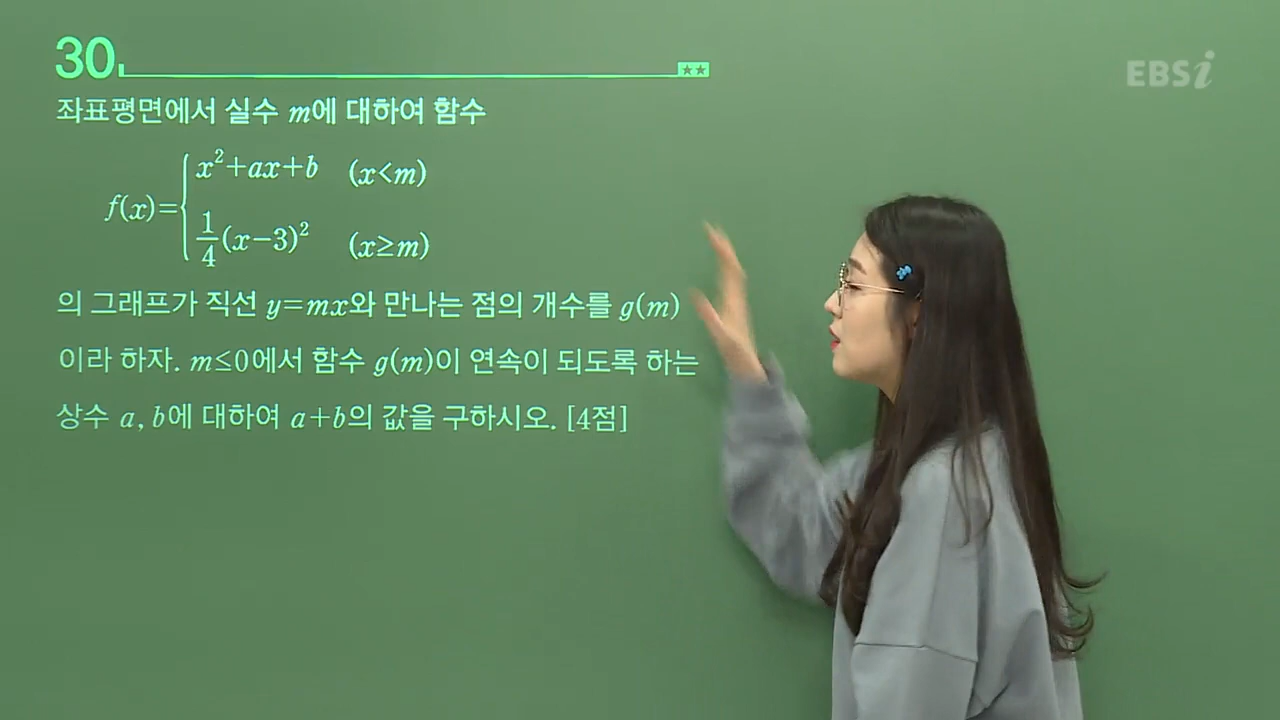 30.
★★
EBSi
좌표평면에서 실수 m에 대하여 함수
f(x)={ x²+ax+b (x<m)
1/4(x-3)² (x≥m)
의 그래프가 직선 y=mx와 만나는 점의 개수를 g(m)
이라 하자. m≤0에서 함수 g(m)이 연속이 되도록 하는
상수 a, b에 대하여 a+b의 값을 구하시오. [4점]